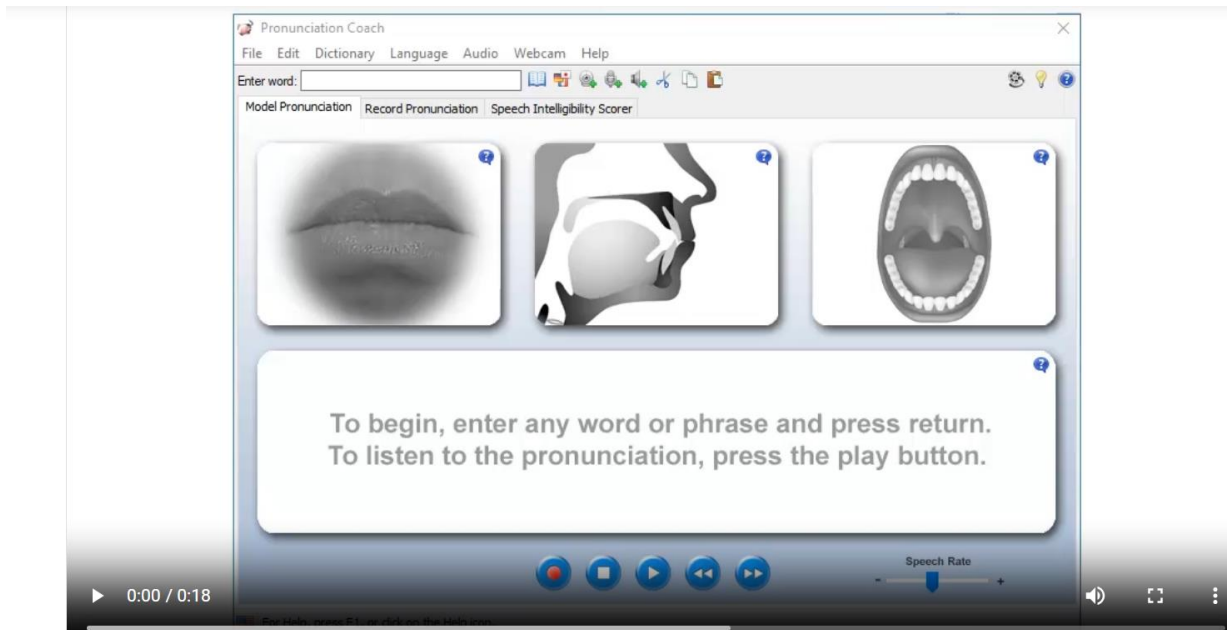 Pronunciation Coach
File Edit Dictionary Language Audio Webcam Help
Enter word:
Model Pronunciation Record Pronunciation Speech Intelligibility Scorer
To begin, enter any word or phrase and press return.
To listen to the pronunciation, press the play button.
Speech Rate
- +
0:00 / 0:18
For Help, press F1, or click on the Help icon